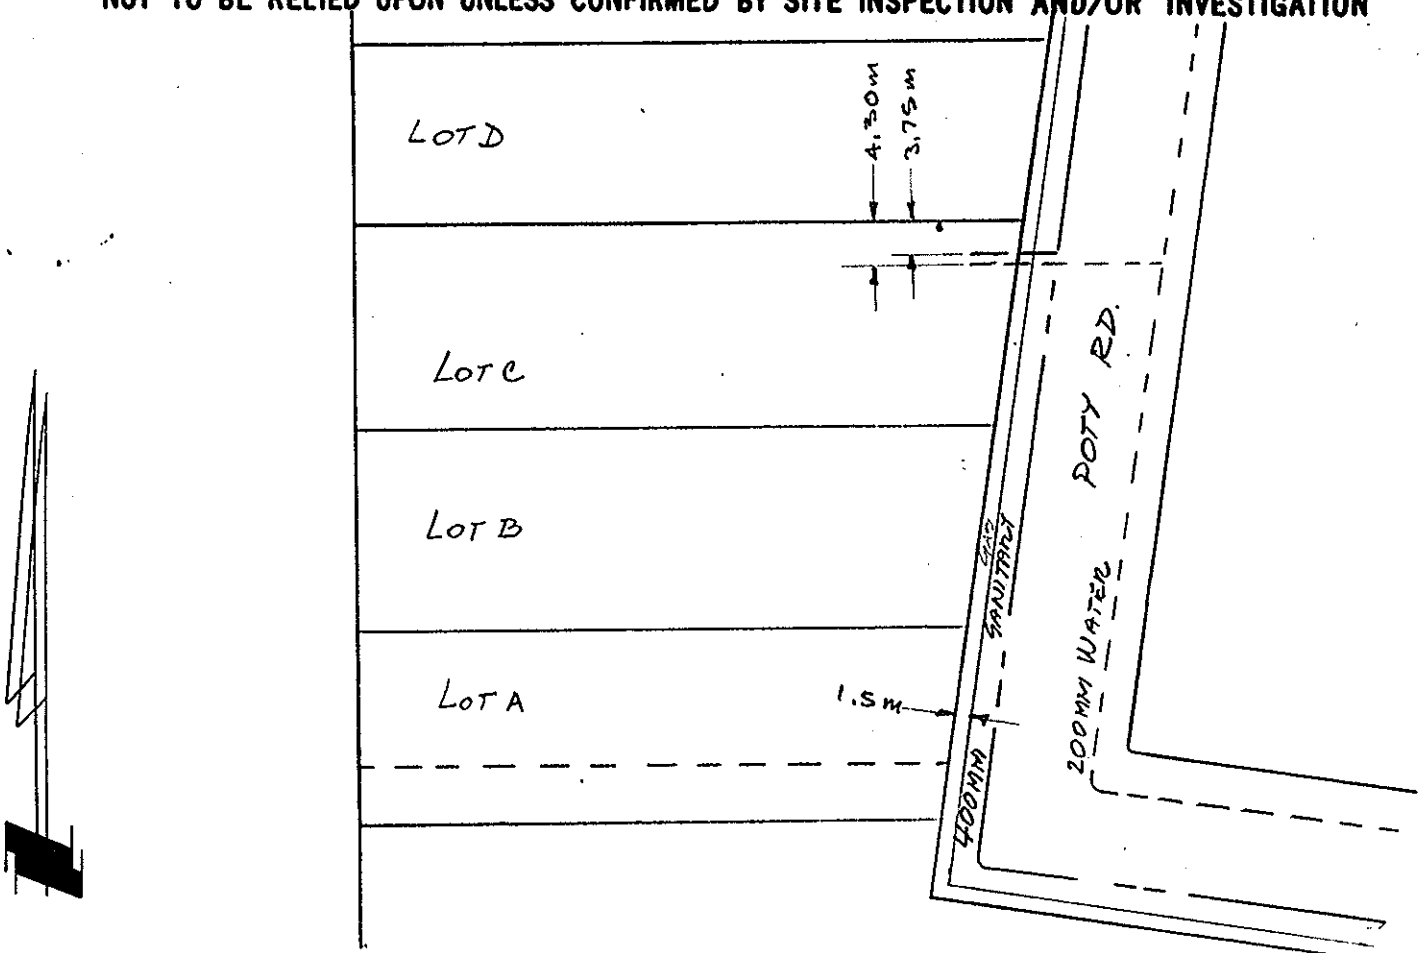 NOT TO BE RELIED UPON UNLESS CONFIRMED BY SITE INSPECTION AND/OR INVESTIGATION
4.30m
3.75m
LOT D
LOT C
POTY RD.
LOT B
GAS
SANITARY
200MM WATER
LOT A
1.5m
400MM